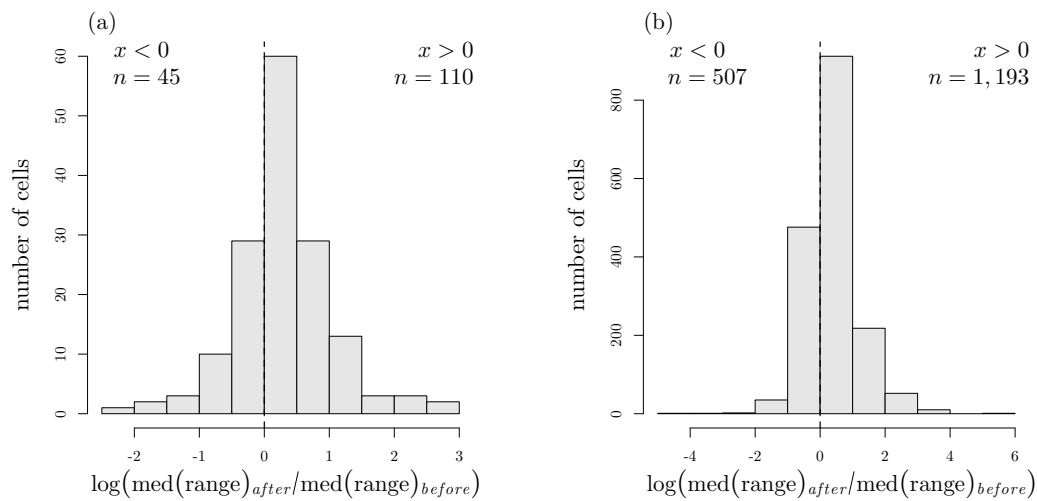 (a)
x < 0
n = 45
x > 0
n = 110
number of cells
60
50
40
30
20
10
0
-2 -1 0 1 2 3
log(med(range)after/med(range)before)
(b)
x < 0
n = 507
x > 0
n = 1, 193
number of cells
800
600
400
200
0
-4 -2 0 2 4 6
log(med(range)after/med(range)before)